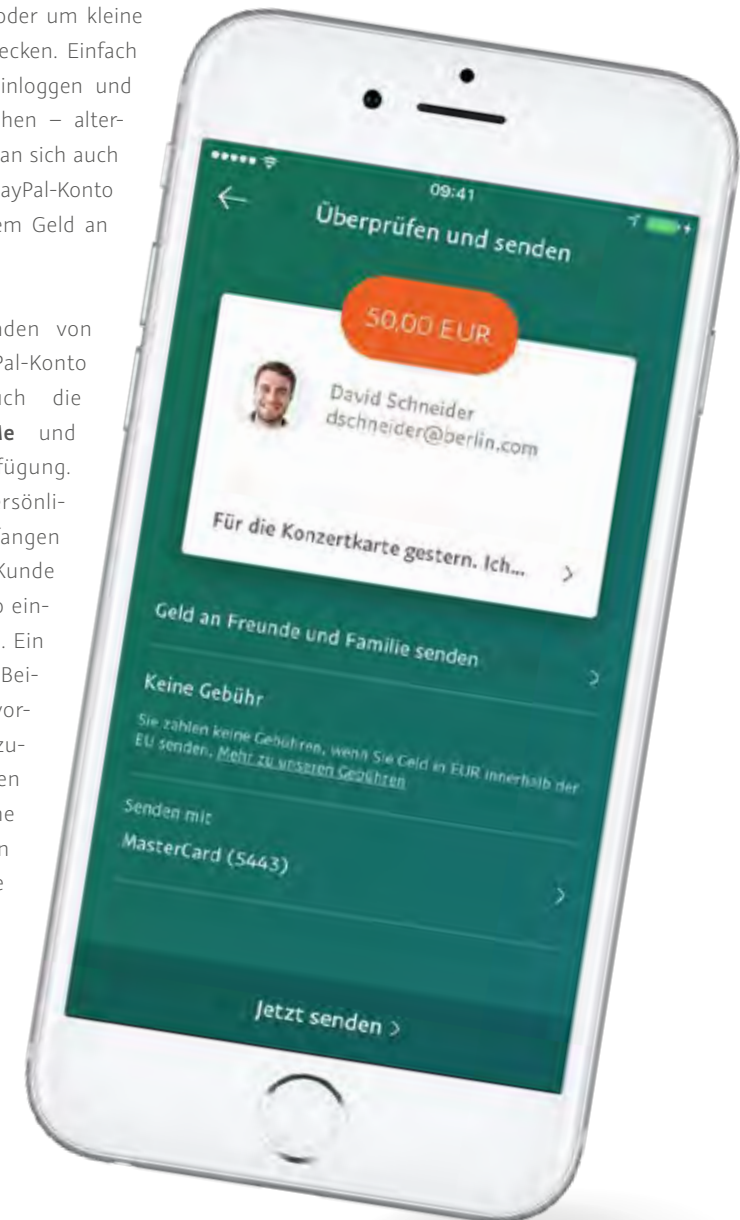 oder um kleine
ecken. Einfach
inloggen und
hen – alter-
an sich auch
ayPal-Konto
em Geld an
nden von
Pal-Konto
uch die
Me und
fügung.
ersönli-
fangen
Kunde
o ein-
. Ein
Bei-
vor-
zu-
en
ne
n
e
09:41
Überprüfen und senden
50,00 EUR
David Schneider
dschneider@berlin.com
Für die Konzertkarte gestern. Ich...
Geld an Freunde und Familie senden
Keine Gebühr
Sie zahlen keine Gebühren, wenn Sie Geld in EUR innerhalb der
EU senden. Mehr zu unseren Gebühren
Senden mit
MasterCard (5443)
Jetzt senden >